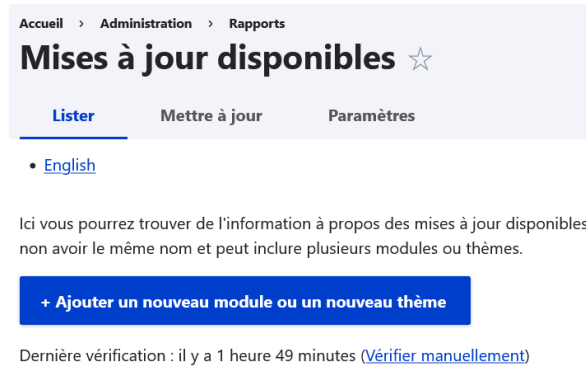 Accueil > Administration > Rapports
Mises à jour disponibles ☆
Lister Mettre à jour Paramètres
• English
Ici vous pourrez trouver de l'information à propos des mises à jour disponibles
non avoir le même nom et peut inclure plusieurs modules ou thèmes.
+ Ajouter un nouveau module ou un nouveau thème
Dernière vérification : il y a 1 heure 49 minutes (Vérifier manuellement)